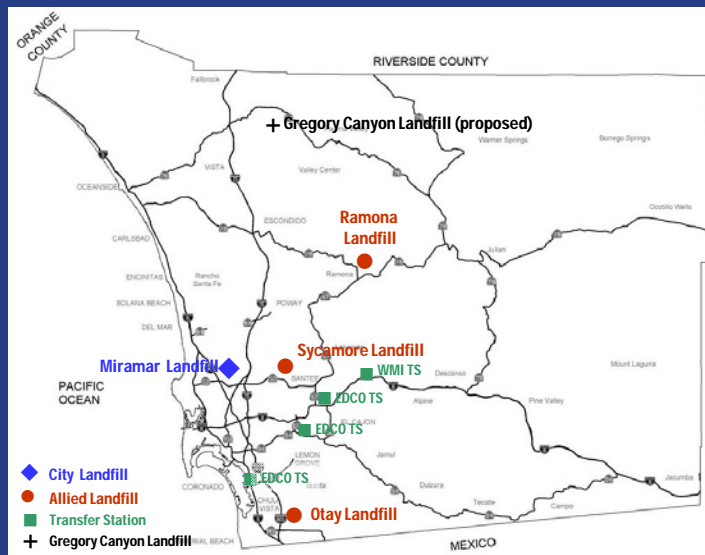 ORANGE
COUNTY
RIVERSIDE COUNTY
Fallbrook
Gregory Canyon Landfill (proposed)
Warner Springs
Borrego Springs
VISTA
Valley Center
OCEANSIDE
Ocotillo Wells
ESCONDIDO
Ramona
Landfill
CARLSBAD
Julian
ENCINITAS
Rancho
Santa Fe
Ramona
SOLANA BEACH
POWAY
DEL MAR
Sycamore Landfill
Miramar Landfill
WMI TS
Mount Laguna
SANTEE
Descanso
PACIFIC
OCEAN
EDCO TS
Alpine
Pine Valley
EDCO TS
EL CAJON
LEMON
GROVE
Jamul
EDCO TS
CORONADO
Bonita
Dulzura
Jacumba
CHULA
VISTA
Tecate
Campo
Otay Landfill
MEXICO
City Landfill
Allied Landfill
Transfer Station
Gregory Canyon Landfill
RIAL BEACH